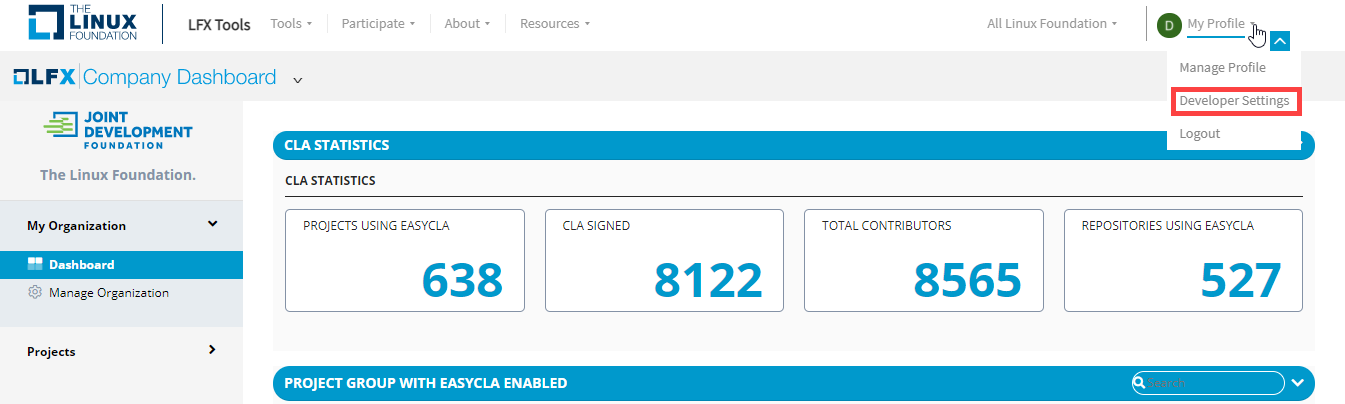 THE
LINUX
FOUNDATION
LFX Tools
Tools
Participate
About
Resources
All Linux Foundation
D
My Profile
Manage Profile
Developer Settings
Logout
LFX Company Dashboard
JOINT
DEVELOPMENT
FOUNDATION
The Linux Foundation.
My Organization
Dashboard
Manage Organization
Projects
CLA STATISTICS
CLA STATISTICS
PROJECTS USING EASYCLA
638
CLA SIGNED
8122
TOTAL CONTRIBUTORS
8565
REPOSITORIES USING EASYCLA
527
PROJECT GROUP WITH EASYCLA ENABLED
Search